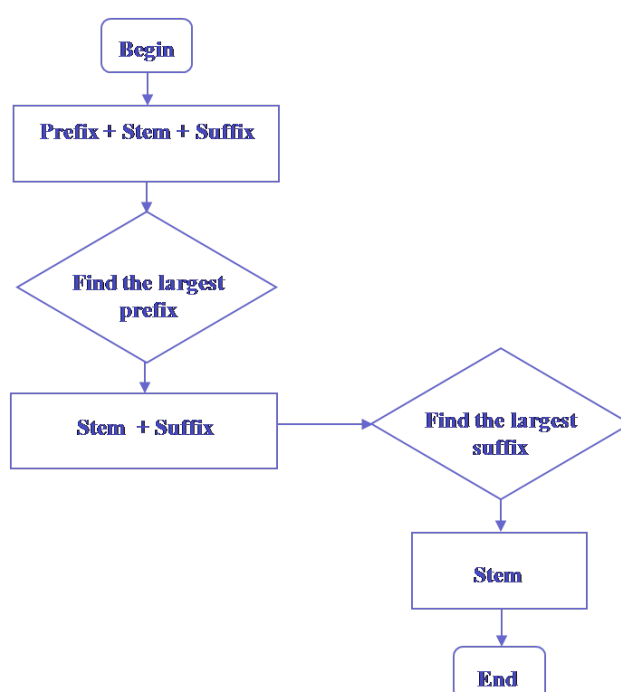 Begin
Prefix + Stem + Suffix
Find the largest
prefix
Stem + Suffix
Find the largest
suffix
Stem
End